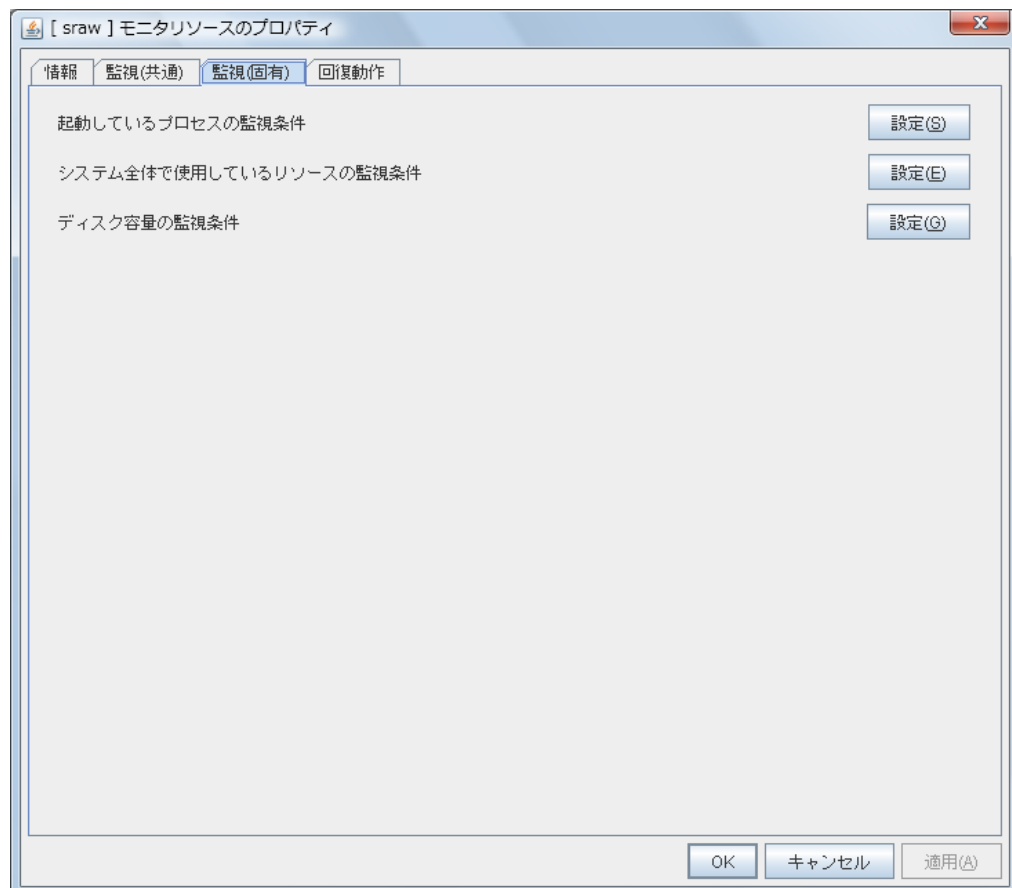 [ sraw ] モニタリソースのプロパティ
情報 監視(共通) 監視(固有) 回復動作
起動しているプロセスの監視条件 設定(S)
システム全体で使用しているリソースの監視条件 設定(E)
ディスク容量の監視条件 設定(G)
OK キャンセル 適用(A)